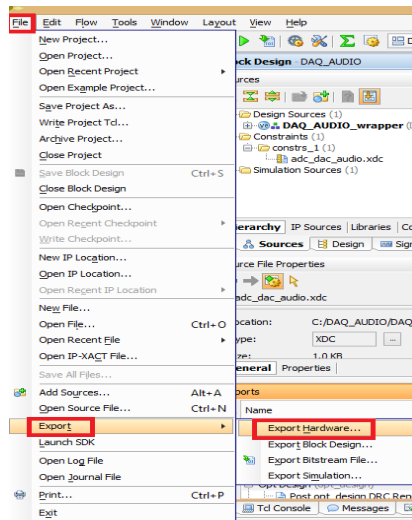 File Edit Flow Tools Window Layout View Help
New Project...
Open Project...
Open Recent Project
Open Example Project...
Save Project As...
Write Project Tcl...
Archive Project...
Close Project
Save Block Design Ctrl+S
Close Block Design
Open Checkpoint...
Open Recent Checkpoint
Write Checkpoint...
New IP Location...
Open IP Location...
Open Recent IP Location
New File...
Open File... Ctrl+O
Open Recent File
Open IP-XACT File...
Save All Files...
Add Sources... Alt+A
Open Source File... Ctrl+N
Export
Launch SDK
Open Log File
Open Journal File
Print... Ctrl+P
Exit
Export Hardware...
Export Block Design...
Export Bitstream File...
Export Simulation...
ck Design - DAQ_AUDIO
urces
Design Sources (1)
DAQ_AUDIO_wrapper
Constraints (1)
constrs_1 (1)
adc_dac_audio.xdc
Simulation Sources (1)
erarchy IP Sources Libraries Co
Sources Design Sign
urce File Properties
adc_dac_audio.xdc
ocation: C:/DAQ_AUDIO/DAQ
ype: XDC ...
ze: 1.0 KB
eneral Properties
ports
Name
Post opt_design DRC Rep
Tcl Console Messages